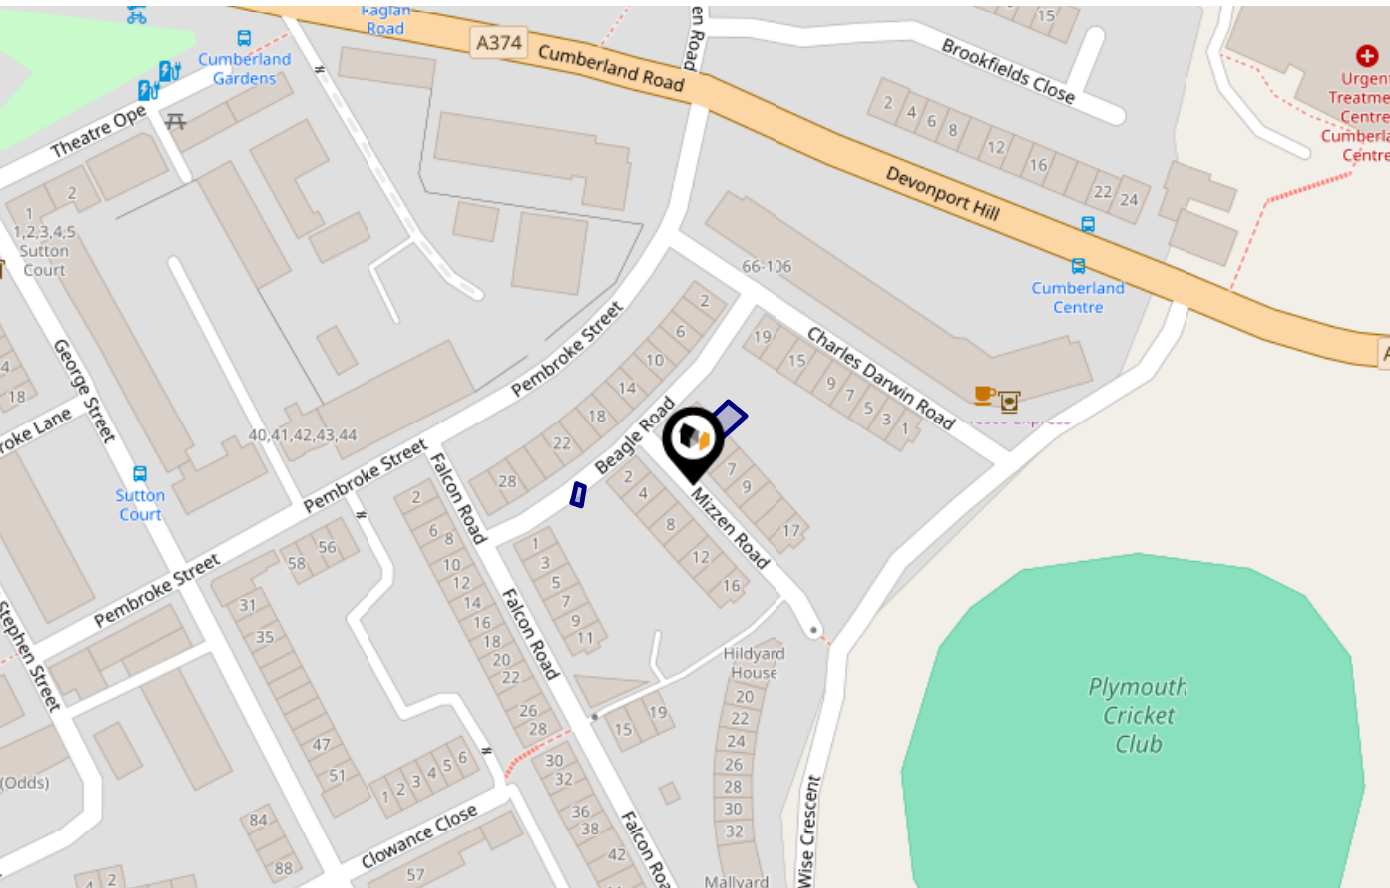 Faglan
Road
A374
Cumberland Road
en Road
15
Brookfields Close
Urgent
Treatme
Centre
Cumberla
Centre
Cumberland
Gardens
Theatre Ope
2
4
6
8
12
16
22
24
Devonport Hill
1
2
1,2,3,4,5
Sutton
Court
66-106
Cumberland
Centre
2
6
10
14
18
22
28
Pembroke Street
19
15
9
7
5
3
1
Charles Darwin Road
George Street
4
18
roke Lane
40,41,42,43,44
Pembroke Street
Beagle Road
Sutton
Court
Falcon Road
2
4
8
12
16
7
9
17
Mizzen Road
2
6
8
10
12
14
16
18
20
22
26
28
56
58
1
3
5
7
9
11
Falcon Road
Pembroke Street
Stephen Street
31
35
47
51
Hildyard
House
20
22
24
26
28
30
32
15
19
Plymouth
Cricket
Club
(Odds)
1
2
3
4
5
6
30
32
36
38
42
Falcon Roa
84
88
Clowance Close
57
4
2
Mallyard
Wise Crescent